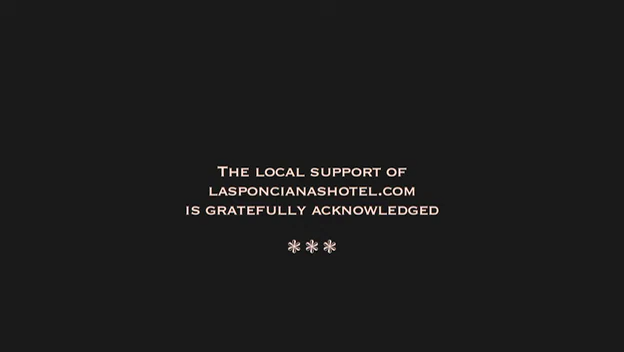 The local support of
lasponcianashotel.com
is gratefully acknowledged
***